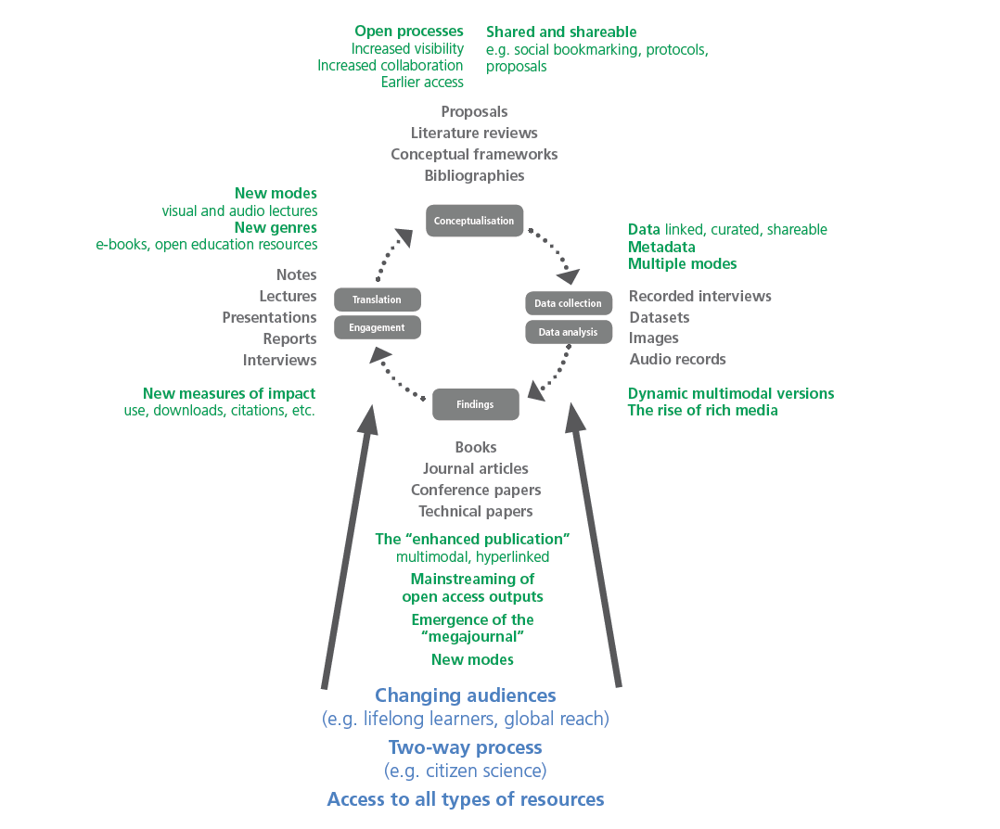 Open processes
Increased visibility
Increased collaboration
Earlier access
Shared and shareable
e.g. social bookmarking, protocols,
proposals
Proposals
Literature reviews
Conceptual frameworks
Bibliographies
Conceptualisation
New modes
visual and audio lectures
New genres
e-books, open education resources
Notes
Lectures
Presentations
Reports
Interviews
Translation
Engagement
New measures of impact
use, downloads, citations, etc.
Data linked, curated, shareable
Metadata
Multiple modes
Data collection
Data analysis
Recorded interviews
Datasets
Images
Audio records
Dynamic multimodal versions
The rise of rich media
Findings
Books
Journal articles
Conference papers
Technical papers
The “enhanced publication”
multimodal, hyperlinked
Mainstreaming of
open access outputs
Emergence of the
“megajournal”
New modes
Changing audiences
(e.g. lifelong learners, global reach)
Two-way process
(e.g. citizen science)
Access to all types of resources